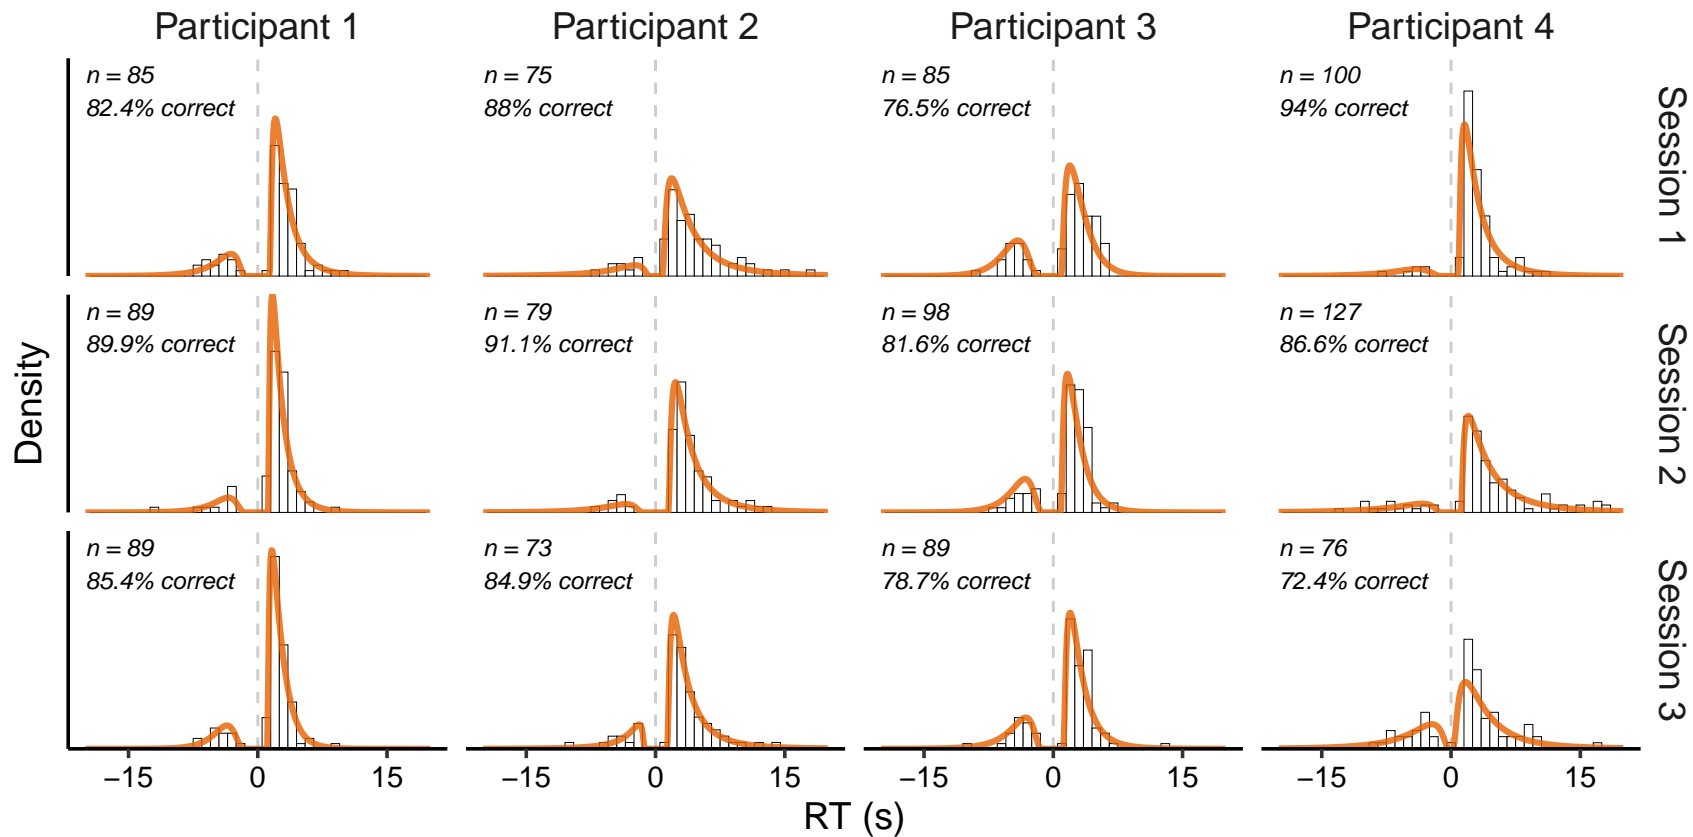 Participant 1
Participant 2
Participant 3
Participant 4
n = 85
82.4% correct
n = 75
88% correct
n = 85
76.5% correct
n = 100
94% correct
Session 1
n = 89
89.9% correct
n = 79
91.1% correct
n = 98
81.6% correct
n = 127
86.6% correct
Session 2
n = 89
85.4% correct
n = 73
84.9% correct
n = 89
78.7% correct
n = 76
72.4% correct
Session 3
Density
−15 0 15
−15 0 15
−15 0 15
−15 0 15
RT (s)